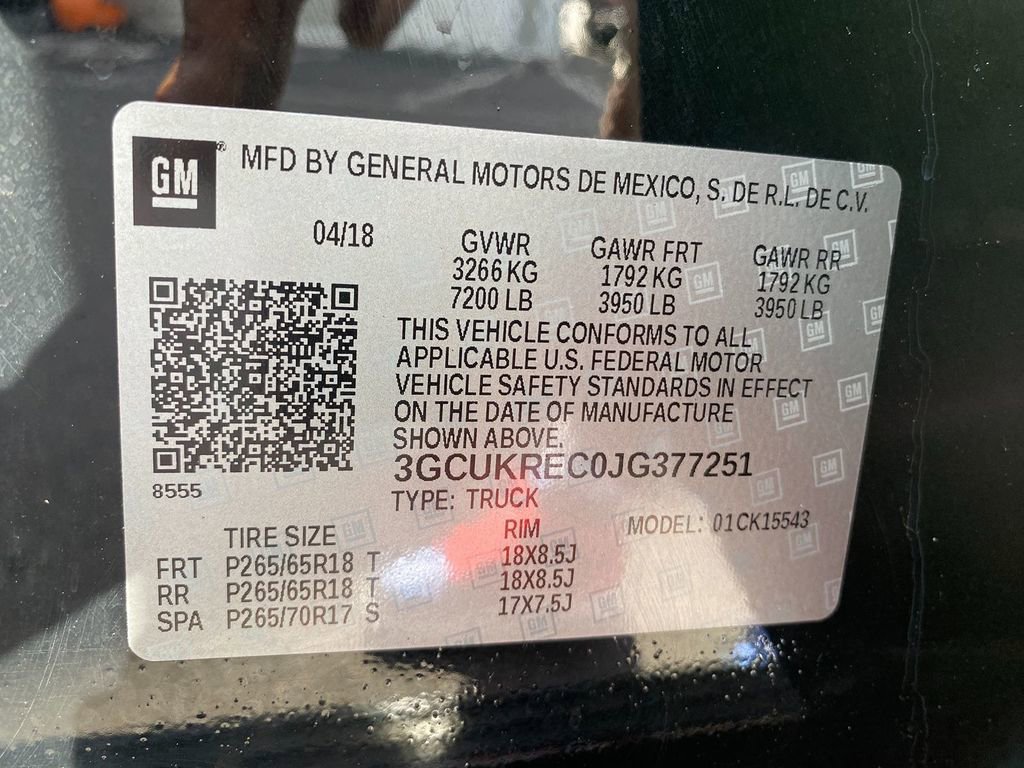 GM® MFD BY GENERAL MOTORS DE MEXICO, S. DE R.L. DE C.V.
04/18 GVWR GAWR FRT GAWR RR
3266 KG 1792 KG 1792 KG
7200 LB 3950 LB 3950 LB
THIS VEHICLE CONFORMS TO ALL
APPLICABLE U.S. FEDERAL MOTOR
VEHICLE SAFETY STANDARDS IN EFFECT
ON THE DATE OF MANUFACTURE
SHOWN ABOVE.
3GCUKREC0JG377251
8555
TYPE: TRUCK
TIRE SIZE RIM MODEL: 01CK15543
FRT P265/65R18 T 18X8.5J
RR P265/65R18 T 18X8.5J
SPA P265/70R17 S 17X7.5J